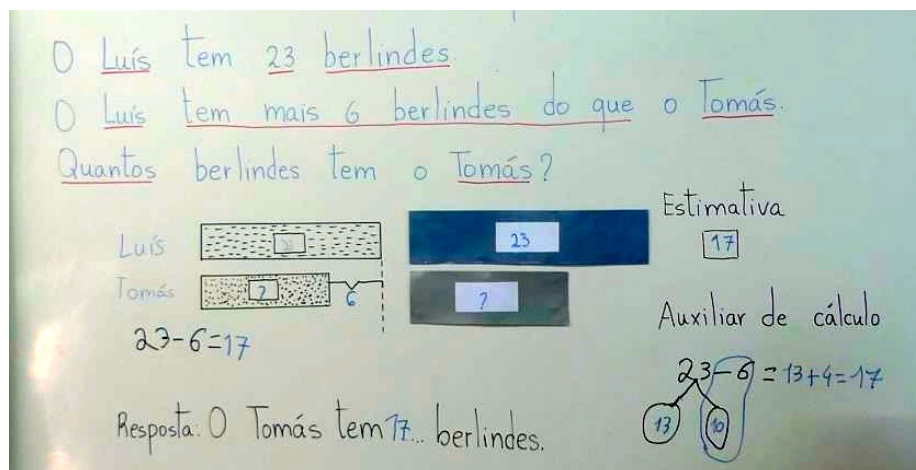 O Luís tem 23 berlindes.
O Luís tem mais 6 berlindes do que o Tomás.
Quantos berlindes tem o Tomás?
Estimativa
17
Luís
23
Tomás
?
6
?
23-6=17
Auxiliar de cálculo
23-6=13+4=17
13
10
Resposta: O Tomás tem 17... berlindes.